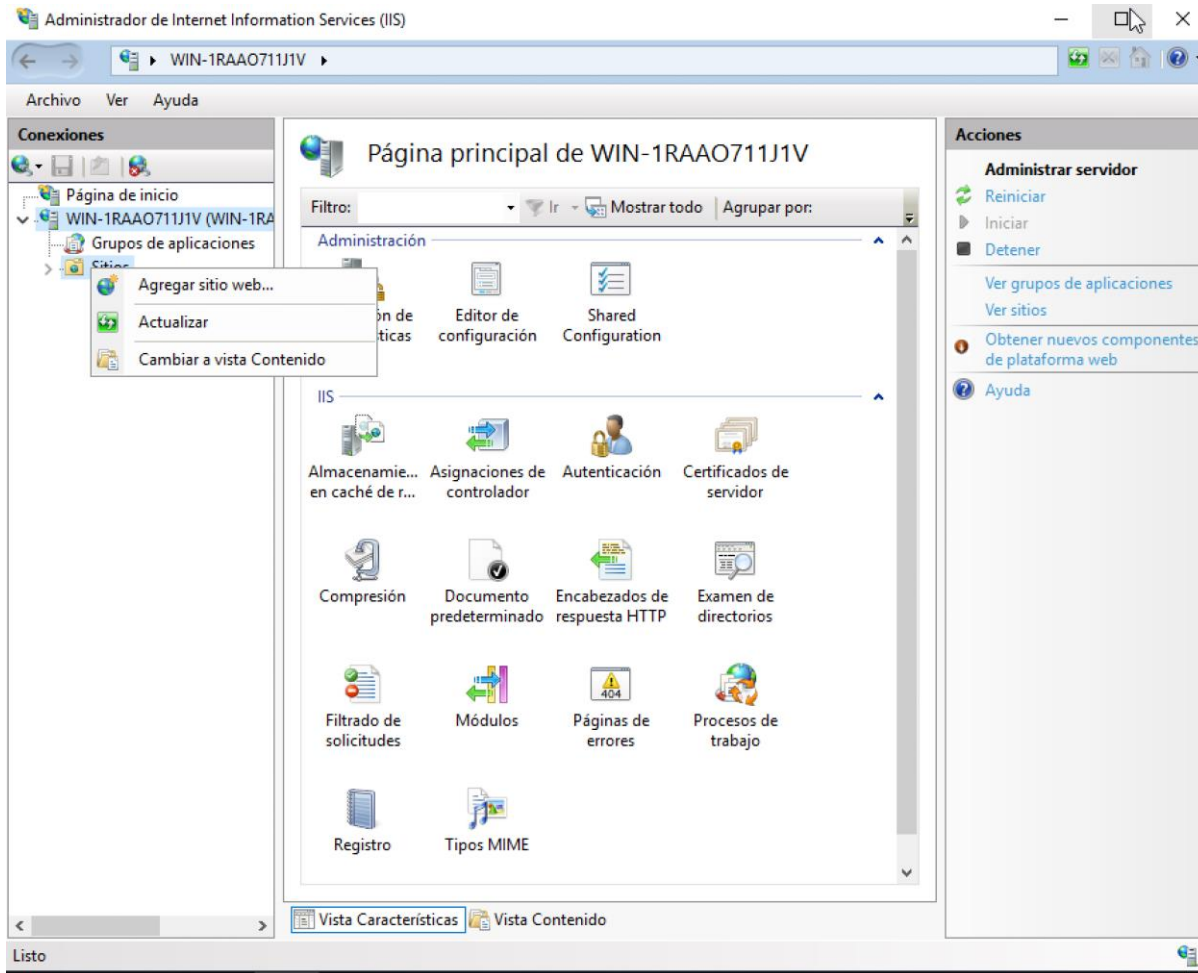 Administrador de Internet Information Services (IIS)
WIN-1RAAO711J1V
Archivo Ver Ayuda
Conexiones
Página de inicio
WIN-1RAAO711J1V (WIN-1RA
Grupos de aplicaciones
Sitios
Agregar sitio web...
Actualizar
Cambiar a vista Contenido
Página principal de WIN-1RAAO711J1V
Filtro: Ir Mostrar todo Agrupar por:
Administración
ón de
ticas
Editor de
configuración
Shared
Configuration
IIS
Almacenamie...
en caché de r...
Asignaciones de
controlador
Autenticación
Certificados de
servidor
Compresión
Documento
predeterminado
Encabezados de
respuesta HTTP
Examen de
directorios
Filtrado de
solicitudes
Módulos
404
Páginas de
errores
Procesos de
trabajo
Registro
Tipos MIME
Vista Características Vista Contenido
Acciones
Administrar servidor
Reiniciar
Iniciar
Detener
Ver grupos de aplicaciones
Ver sitios
Obtener nuevos componentes
de plataforma web
Ayuda
Listo